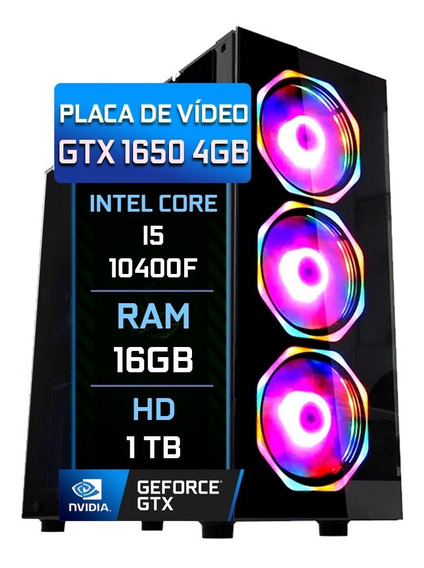 PLACA DE VÍDEO
GTX 1650 4GB
INTEL CORE
I5
10400F
RAM
16GB
HD
1 TB
NVIDIA.
GEFORCE
GTX